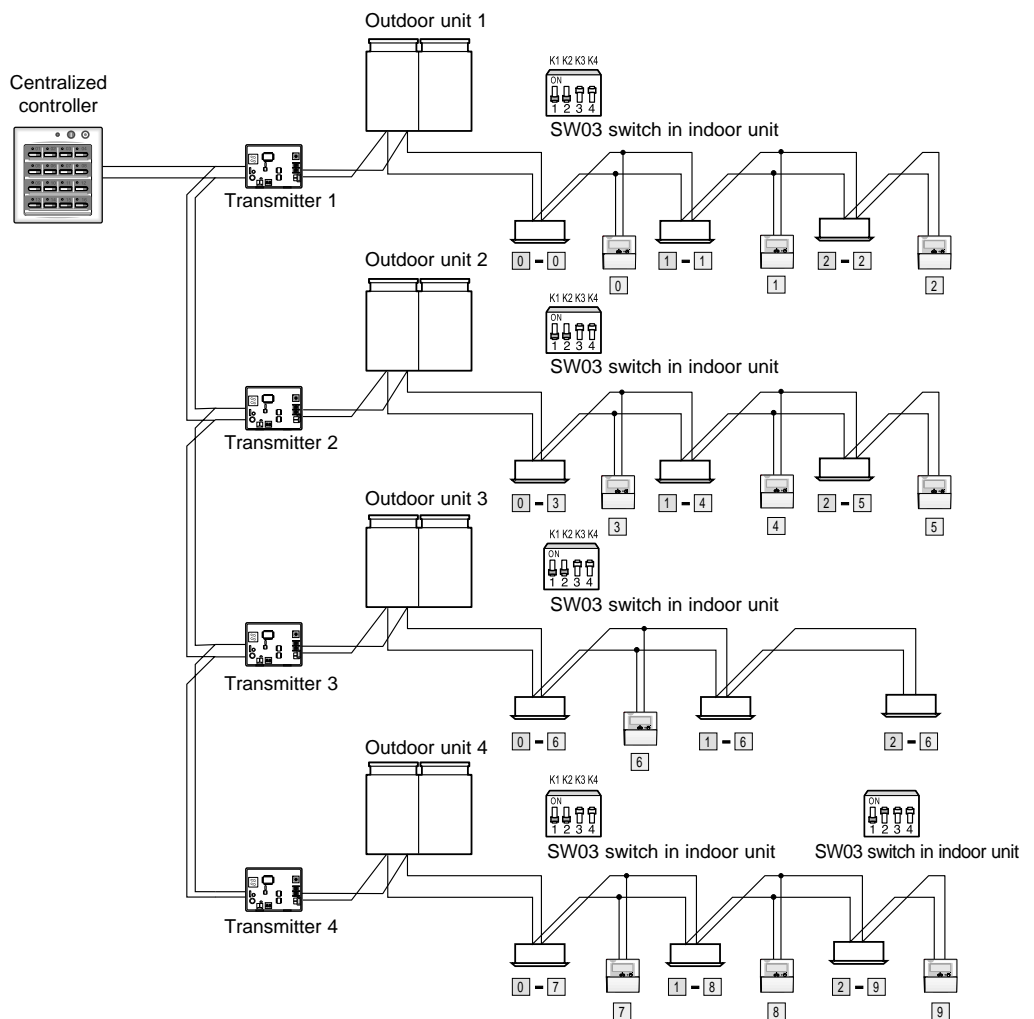 Outdoor unit 1
K1 K2 K3 K4
Centralized
controller
ON
1 2 3 4
SW03 switch in indoor unit
Transmitter 1
0 - 0
1 - 1
2 - 2
0
1
2
Outdoor unit 2
K1 K2 K3 K4
ON
1 2 3 4
SW03 switch in indoor unit
Transmitter 2
0 - 3
1 - 4
2 - 5
3
4
5
Outdoor unit 3
K1 K2 K3 K4
ON
1 2 3 4
SW03 switch in indoor unit
Transmitter 3
0 - 6
1 - 6
2 - 6
6
Outdoor unit 4
K1 K2 K3 K4
ON
1 2 3 4
ON
1 2 3 4
SW03 switch in indoor unit
SW03 switch in indoor unit
Transmitter 4
0 - 7
1 - 8
2 - 9
7
8
9